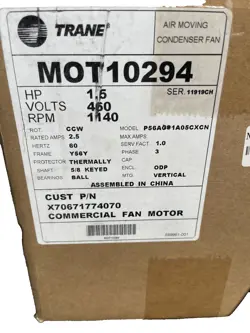 TRANE
AIR MOVING
CONDENSER FAN
MOT10294
HP 1.5 SER. 11919CH
VOLTS 460
RPM 1140
ROT. CCW MODEL P56A001A05CXCN
RATED AMPS 2.5 MAX AMPS
HERTZ 60 SERV FACT 1.0
FRAME Y56Y PHASE 3
PROTECTOR THERMALLY CAP
SHAFT: 5/8 KEYED ENCL. ODP
BEARINGS BALL MTG. VERTICAL
ASSEMBLED IN CHINA
CUST P/N
X70671774070
COMMERCIAL FAN MOTOR